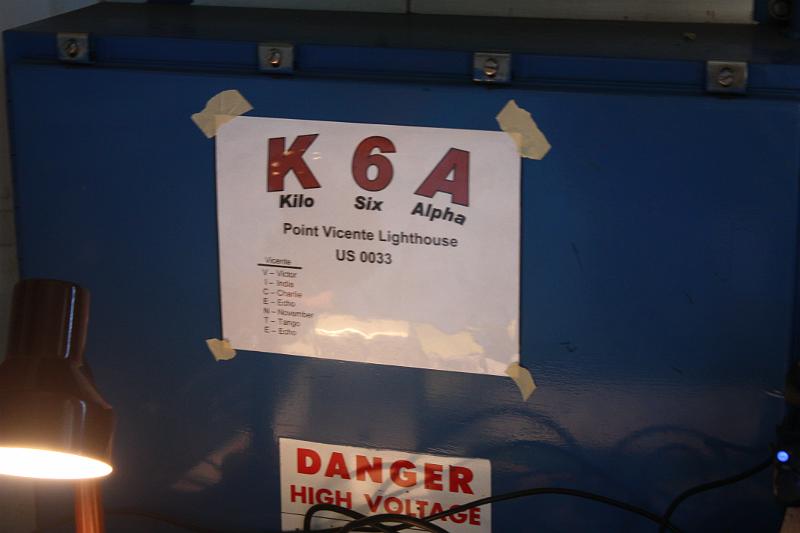 K 6 A
Kilo Six Alpha
Point Vicente Lighthouse
US 0033
Vicente
V – Victor
I – India
C – Charlie
E – Echo
N – November
T – Tango
E – Echo
DANGER
HIGH VOLTAGE